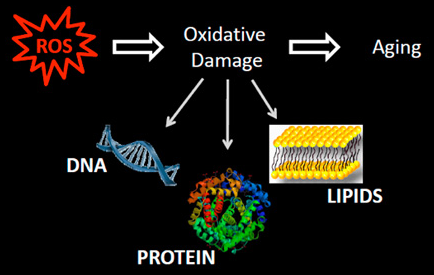 ROS
Oxidative
Damage
Aging
DNA
PROTEIN
LIPIDS